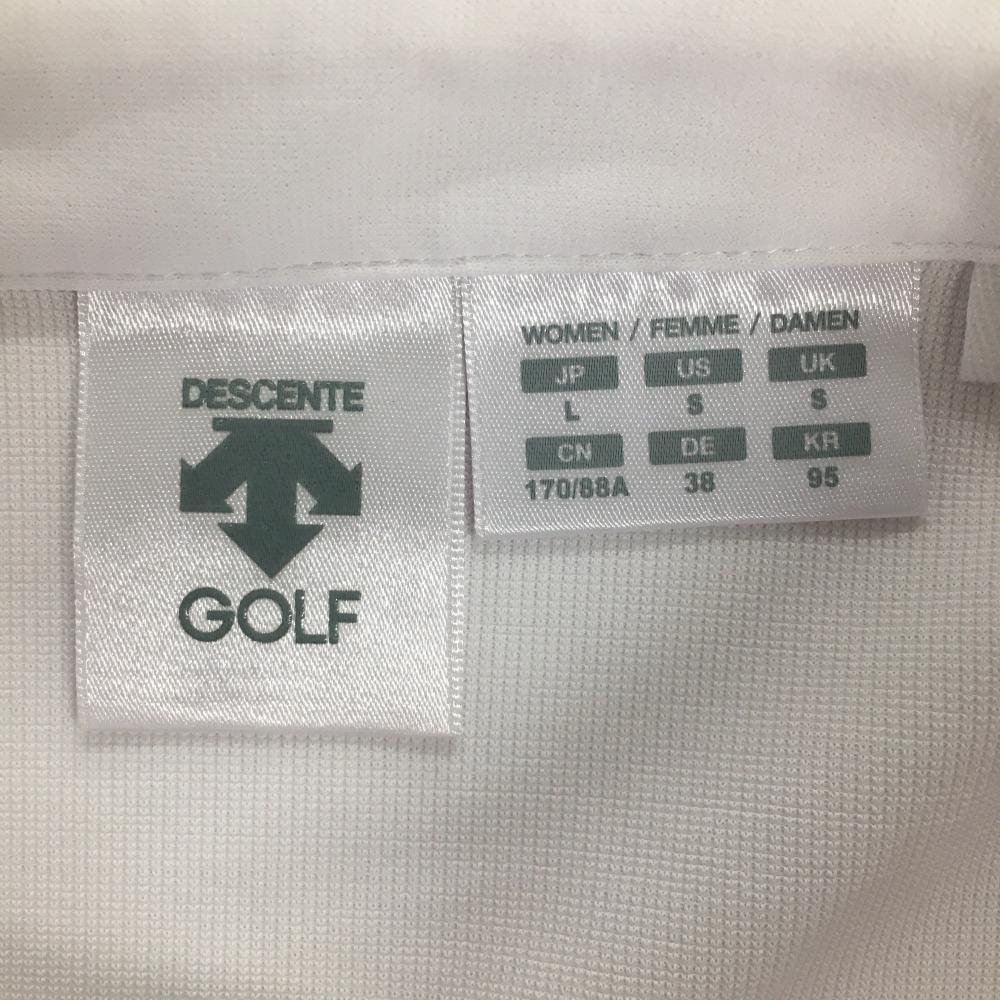 DESCENTE
GOLF
WOMEN / FEMME / DAMEN
JP US UK
L S S
CN DE KR
170/88A 38 95